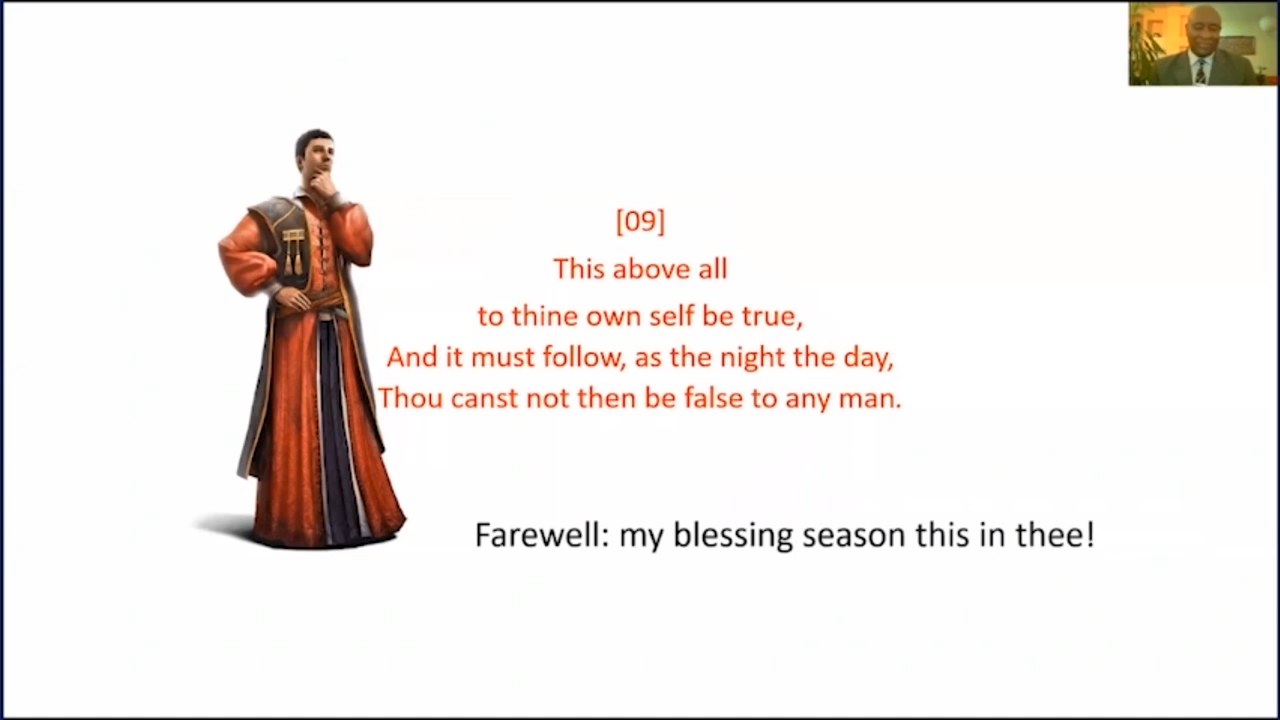 [09]
This above all
to thine own self be true,
And it must follow, as the night the day,
Thou canst not then be false to any man.
Farewell: my blessing season this in thee!